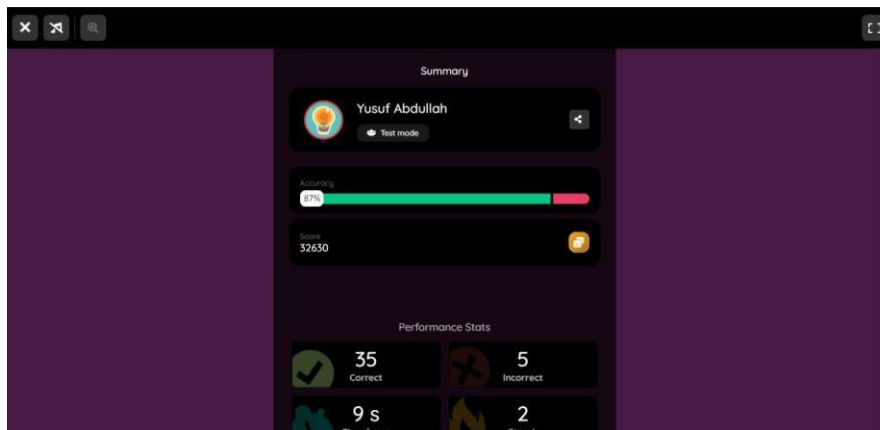 Summary
Yusuf Abdullah
Test mode
Accuracy
87%
Score
32630
Performance Stats
35
Correct
5
Incorrect
9 s
2